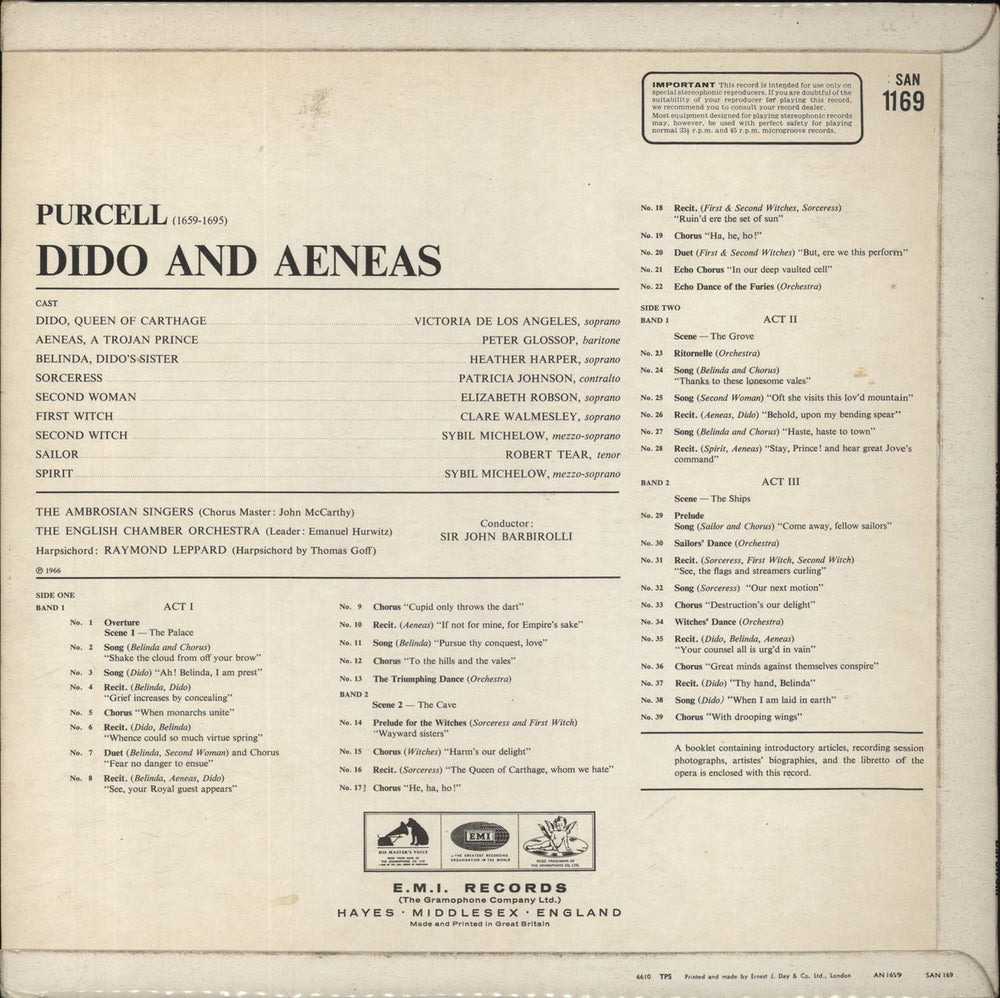 IMPORTANT This record is intended for use only on
special stereophonic reproducers. If you are doubtful of the
suitability of your reproducer for playing this record,
we recommend you to consult your record dealer.
Most equipment designed for playing stereophonic records
may, however, be used with perfect safety for playing
normal 33⅓ r.p.m. and 45 r.p.m. microgroove records.
SAN
1169
PURCELL (1659-1695)
DIDO AND AENEAS
CAST
DIDO, QUEEN OF CARTHAGE VICTORIA DE LOS ANGELES, soprano
AENEAS, A TROJAN PRINCE PETER GLOSSOP, baritone
BELINDA, DIDO'S SISTER HEATHER HARPER, soprano
SORCERESS PATRICIA JOHNSON, contralto
SECOND WOMAN ELIZABETH ROBSON, soprano
FIRST WITCH CLARE WALMESLEY, soprano
SECOND WITCH SYBIL MICHELOW, mezzo-soprano
SAILOR ROBERT TEAR, tenor
SPIRIT SYBIL MICHELOW, mezzo-soprano
THE AMBROSIAN SINGERS (Chorus Master: John McCarthy)
THE ENGLISH CHAMBER ORCHESTRA (Leader: Emanuel Hurwitz)
Harpsichord: RAYMOND LEPPARD (Harpsichord by Thomas Goff)
Conductor:
SIR JOHN BARBIROLLI
℗ 1966
SIDE ONE
BAND 1 ACT I
No. 1 Overture
Scene 1 — The Palace
No. 2 Song (Belinda and Chorus)
"Shake the cloud from off your brow"
No. 3 Song (Dido) "Ah! Belinda, I am prest"
No. 4 Recit. (Belinda, Dido)
"Grief increases by concealing"
No. 5 Chorus "When monarchs unite"
No. 6 Recit. (Dido, Belinda)
"Whence could so much virtue spring"
No. 7 Duet (Belinda, Second Woman) and Chorus
"Fear no danger to ensue"
No. 8 Recit. (Belinda, Aeneas, Dido)
"See, your Royal guest appears"
No. 9 Chorus "Cupid only throws the dart"
No. 10 Recit. (Aeneas) "If not for mine, for Empire's sake"
No. 11 Song (Belinda) "Pursue thy conquest, love"
No. 12 Chorus "To the hills and the vales"
No. 13 The Triumphing Dance (Orchestra)
BAND 2
Scene 2 — The Cave
No. 14 Prelude for the Witches (Sorceress and First Witch)
"Wayward sisters"
No. 15 Chorus (Witches) "Harm's our delight"
No. 16 Recit. (Sorceress) "The Queen of Carthage, whom we hate"
No. 17] Chorus "He, ha, ho!"
No. 18 Recit. (First & Second Witches, Sorceress)
"Ruin'd ere the set of sun"
No. 19 Chorus "Ha, he, ho!"
No. 20 Duet (First & Second Witches) "But, ere we this perform"
No. 21 Echo Chorus "In our deep vaulted cell"
No. 22 Echo Dance of the Furies (Orchestra)
SIDE TWO
BAND 1 ACT II
Scene — The Grove
No. 23 Ritornelle (Orchestra)
No. 24 Song (Belinda and Chorus)
"Thanks to these lonesome vales"
No. 25 Song (Second Woman) "Oft she visits this lov'd mountain"
No. 26 Recit. (Aeneas, Dido) "Behold, upon my bending spear"
No. 27 Song (Belinda and Chorus) "Haste, haste to town"
No. 28 Recit. (Spirit, Aeneas) "Stay, Prince! and hear great Jove's
command"
BAND 2 ACT III
Scene — The Ships
No. 29 Prelude
Song (Sailor and Chorus) "Come away, fellow sailors"
No. 30 Sailors' Dance (Orchestra)
No. 31 Recit. (Sorceress, First Witch, Second Witch)
"See, the flags and streamers curling"
No. 32 Song (Sorceress) "Our next motion"
No. 33 Chorus "Destruction's our delight"
No. 34 Witches' Dance (Orchestra)
No. 35 Recit. (Dido, Belinda, Aeneas)
"Your counsel all is urg'd in vain"
No. 36 Chorus "Great minds against themselves conspire"
No. 37 Recit. (Dido) "Thy hand, Belinda"
No. 38 Song (Dido) "When I am laid in earth"
No. 39 Chorus "With drooping wings"
A booklet containing introductory articles, recording session
photographs, artistes' biographies, and the libretto of the
opera is enclosed with this record.
HIS MASTER'S VOICE
EMI
THE GREATEST RECORDING
ORGANISATION IN THE WORLD
REGD. TRADEMARK OF
THE GRAMOPHONE CO. LTD.
E.M.I. RECORDS
(The Gramophone Company Ltd.)
HAYES · MIDDLESEX · ENGLAND
Made and Printed in Great Britain
6610 TPS Printed and made by Ernest J. Day & Co. Ltd., London AN 1659 SAN 169